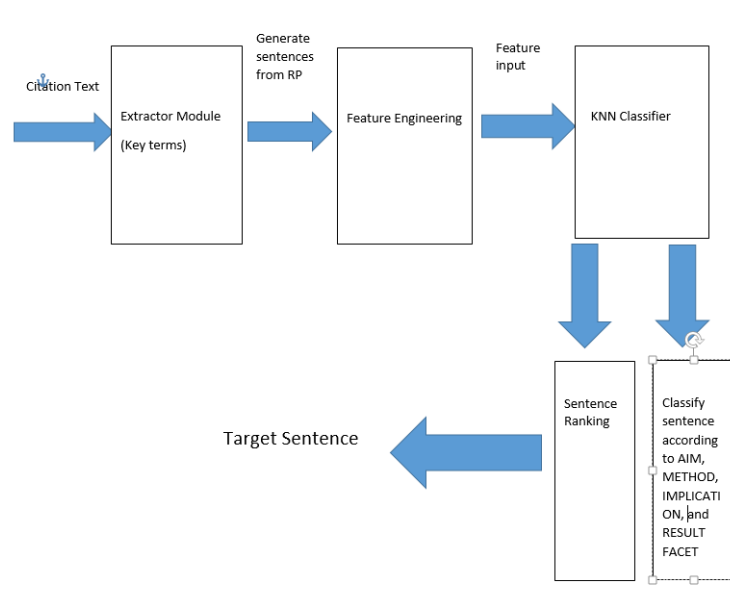 Citation Text
Extractor Module
(Key terms)
Generate
sentences
from RP
Feature Engineering
Feature
input
KNN Classifier
Sentence
Ranking
Classify
sentence
according
to AIM,
METHOD,
IMPLICATI
ON, and
RESULT
FACET
Target Sentence